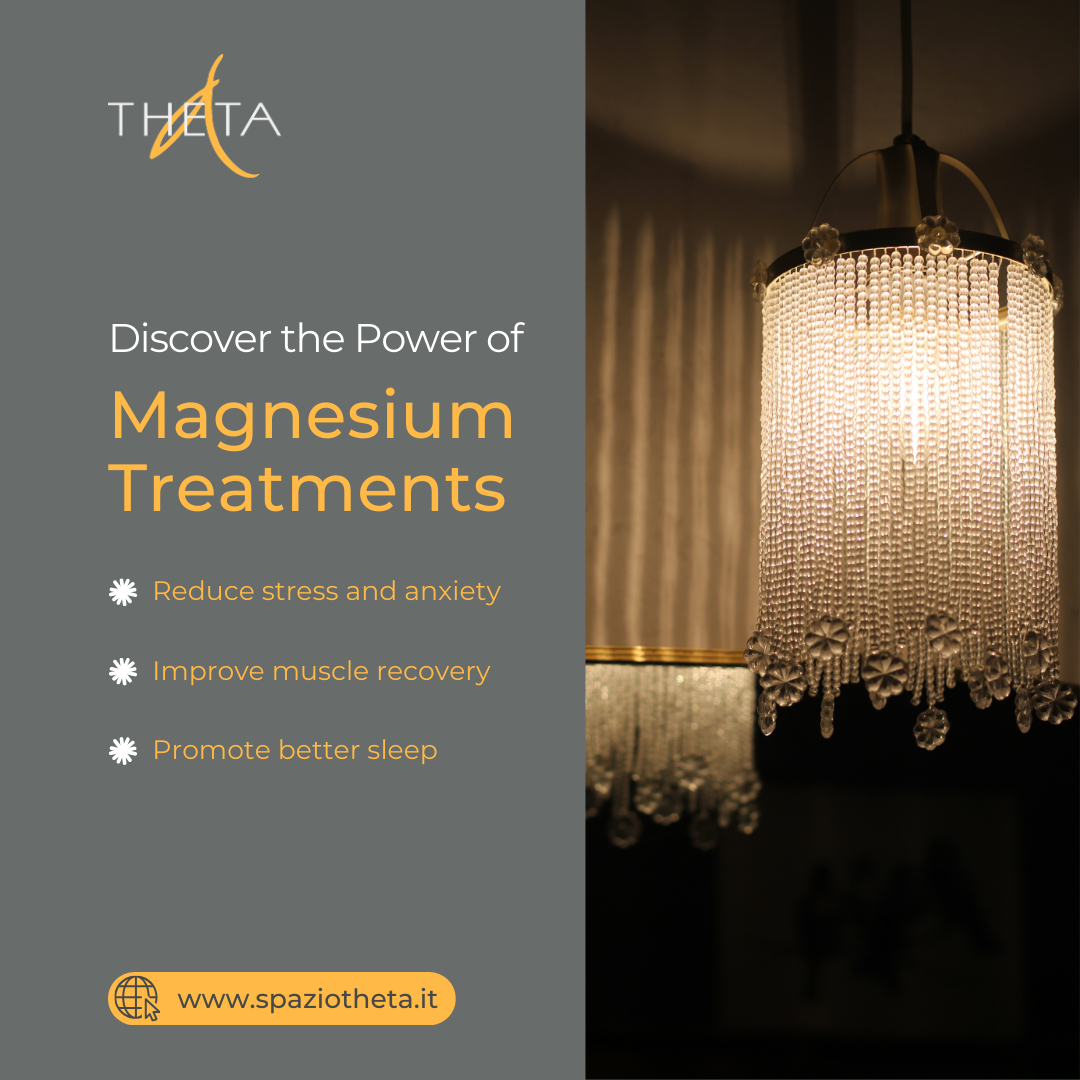 THETA
Discover the Power of
Magnesium
Treatments
Reduce stress and anxiety
Improve muscle recovery
Promote better sleep
www.spaziotheta.it